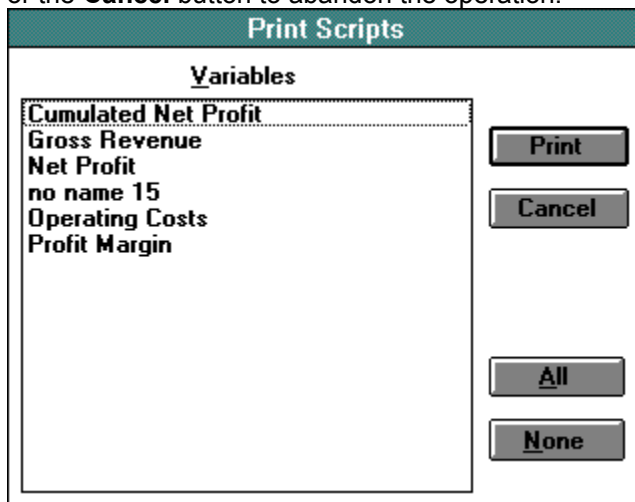 or the Cancel button to abandon the operation.
Print Scripts
Variables
Cumulated Net Profit
Gross Revenue
Net Profit
no name 15
Operating Costs
Profit Margin
Print
Cancel
All
None